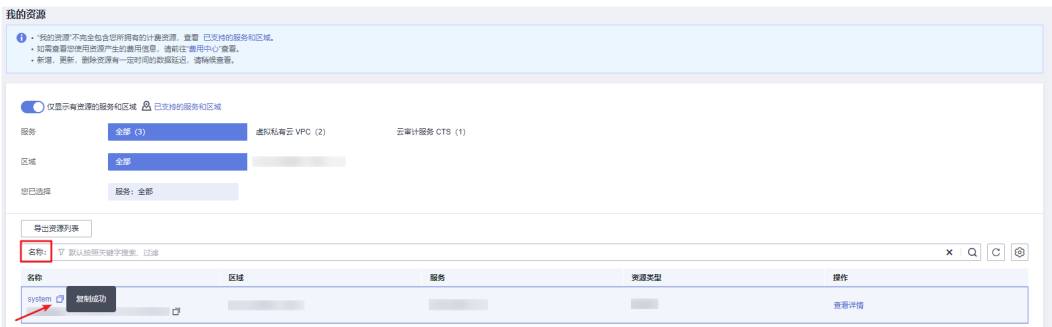 我的资源
· “我的资源”不完全包含您所拥有的计费资源，查看 已支持的服务和区域。
· 如需查看您使用资源产生的费用信息，请前往“费用中心”查看。
· 新增、更新、删除资源有一定时间的数据延迟，请稍候查看。
仅显示有资源的服务和区域 已支持的服务和区域
服务 全部（3） 虚拟私有云 VPC（2） 云审计服务 CTS（1）
区域 全部
您已选择 服务：全部
导出资源列表
名称： 默认按照关键字搜索、过滤
名称 区域 服务 资源类型 操作
system 复制成功
查看详情